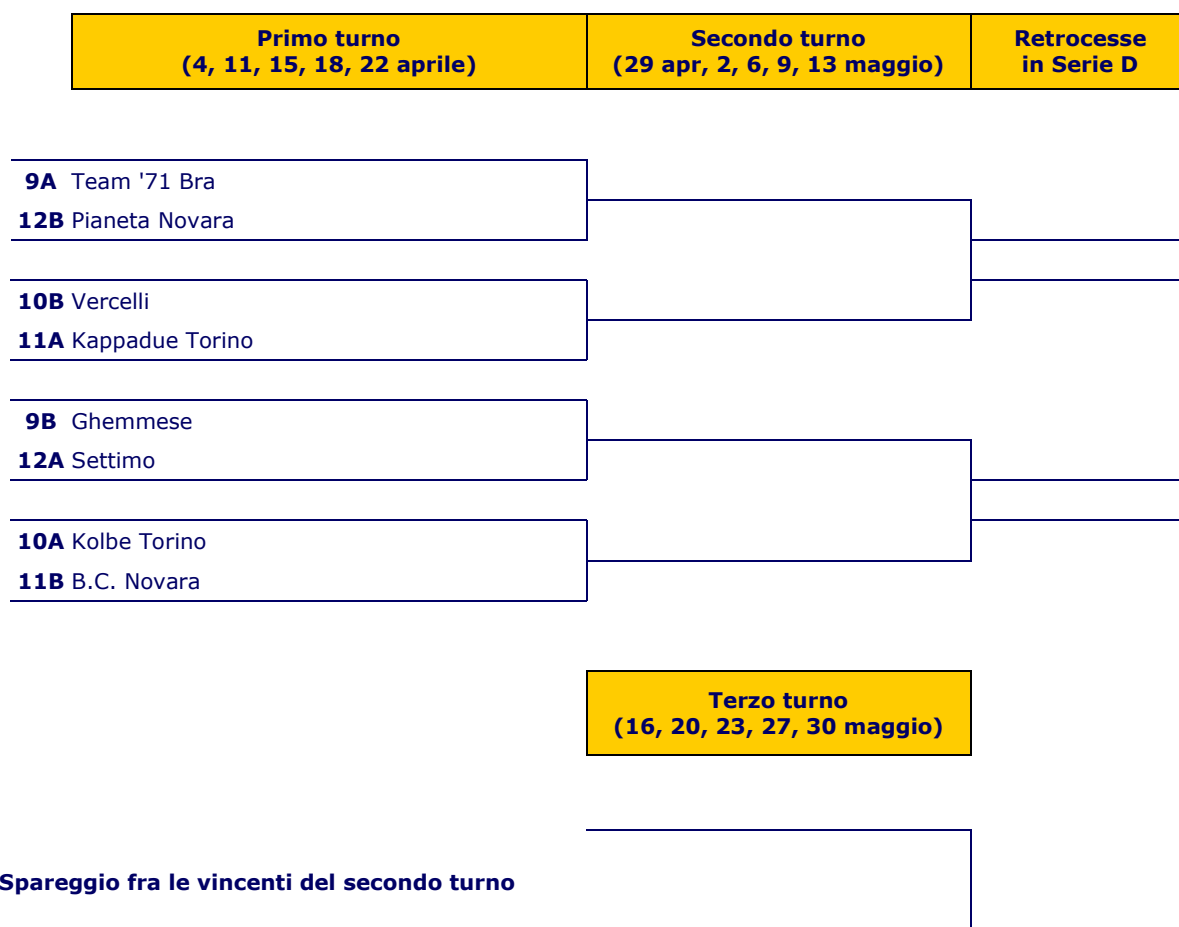 Primo turno
(4, 11, 15, 18, 22 aprile)
Secondo turno
(29 apr, 2, 6, 9, 13 maggio)
Retrocesse
in Serie D
9A Team '71 Bra
12B Pianeta Novara
10B Vercelli
11A Kappadue Torino
9B Ghemmese
12A Settimo
10A Kolbe Torino
11B B.C. Novara
Terzo turno
(16, 20, 23, 27, 30 maggio)
Spareggio fra le vincenti del secondo turno